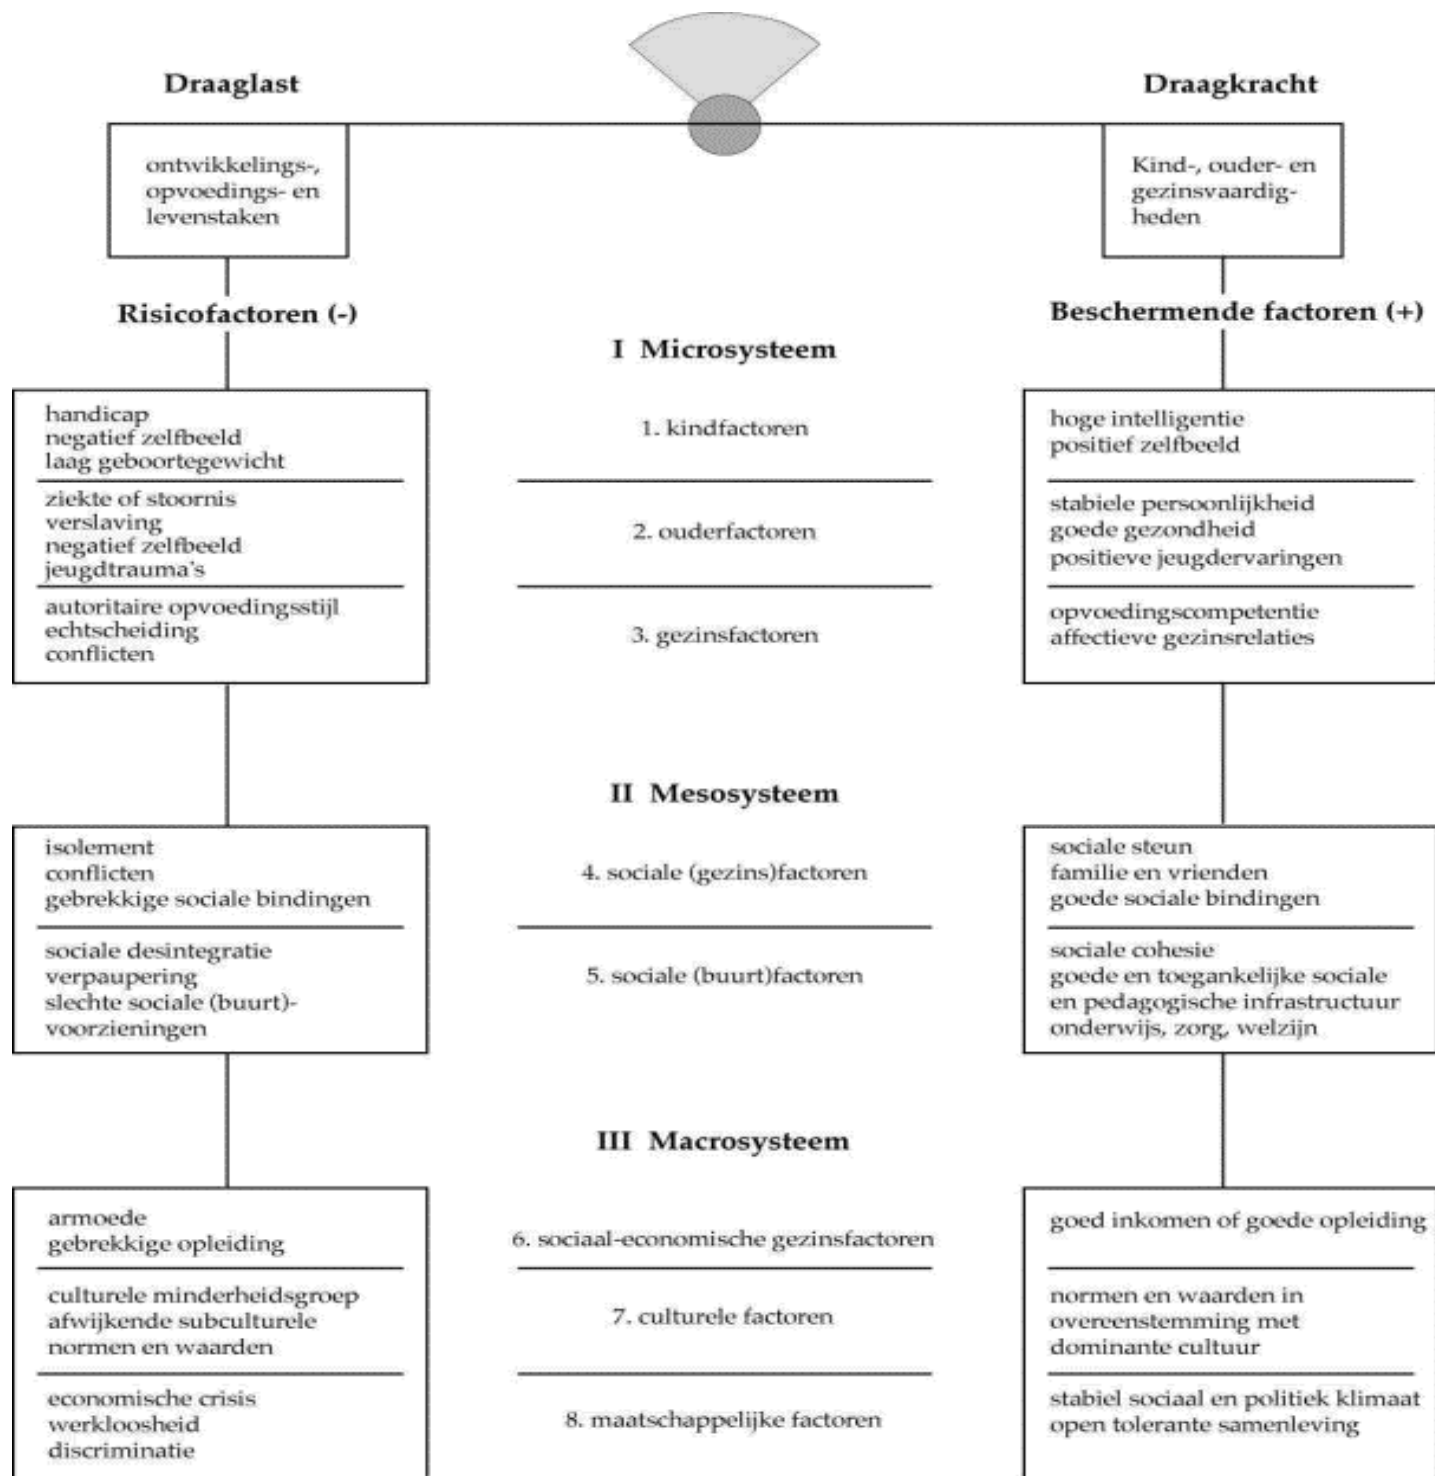 Draaglast
Draagkracht
ontwikkelings-,
opvoedings- en
levenstaken
Kind-, ouder- en
gezinsvaardig-
heden
Risicofactoren (-)
Beschermende factoren (+)
I Microsysteem
handicap
negatief zelfbeeld
laag geboortegewicht
1. kindfactoren
hoge intelligentie
positief zelfbeeld
ziekte of stoornis
verslaving
negatief zelfbeeld
jeugdtrauma's
2. ouderfactoren
stabiele persoonlijkheid
goede gezondheid
positieve jeugdervaringen
autoritaire opvoedingsstijl
echtscheiding
conflicten
3. gezinsfactoren
opvoedingscompetentie
affectieve gezinsrelaties
II Mesosysteem
isolement
conflicten
gebrekkige sociale bindingen
4. sociale (gezins)factoren
sociale steun
familie en vrienden
goede sociale bindingen
sociale desintegratie
verpaupering
slechte sociale (buurt)-
voorzieningen
5. sociale (buurt)factoren
sociale cohesie
goede en toegankelijke sociale
en pedagogische infrastructuur
onderwijs, zorg, welzijn
III Macrosysteem
armoede
gebrekkige opleiding
6. sociaal-economische gezinsfactoren
goed inkomen of goede opleiding
culturele minderheidsgroep
afwijkende subculturele
normen en waarden
7. culturele factoren
normen en waarden in
overeenstemming met
dominante cultuur
economische crisis
werkloosheid
discriminatie
8. maatschappelijke factoren
stabiel sociaal en politiek klimaat
open tolerante samenleving